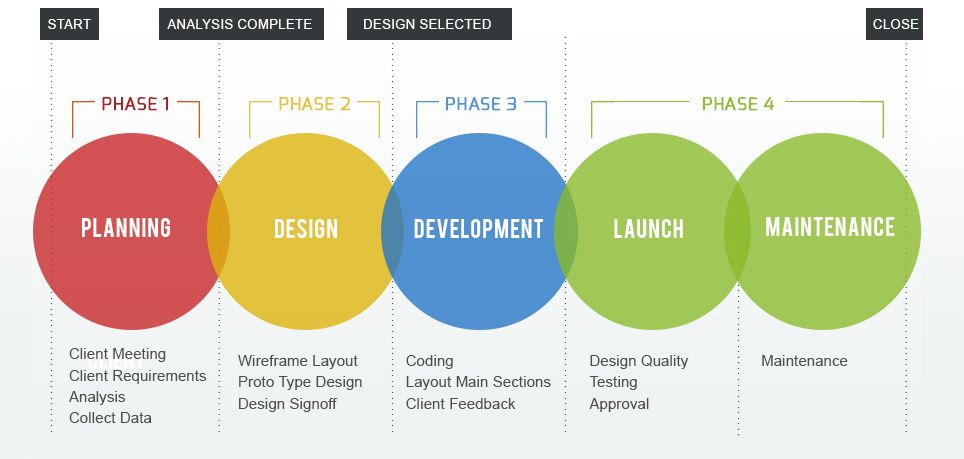 START
ANALYSIS COMPLETE
DESIGN SELECTED
CLOSE
PHASE 1
PHASE 2
PHASE 3
PHASE 4
PLANNING
DESIGN
DEVELOPMENT
LAUNCH
MAINTENANCE
Client Meeting
Client Requirements
Analysis
Collect Data
Wireframe Layout
Proto Type Design
Design Signoff
Coding
Layout Main Sections
Client Feedback
Design Quality
Testing
Approval
Maintenance
CLIENT